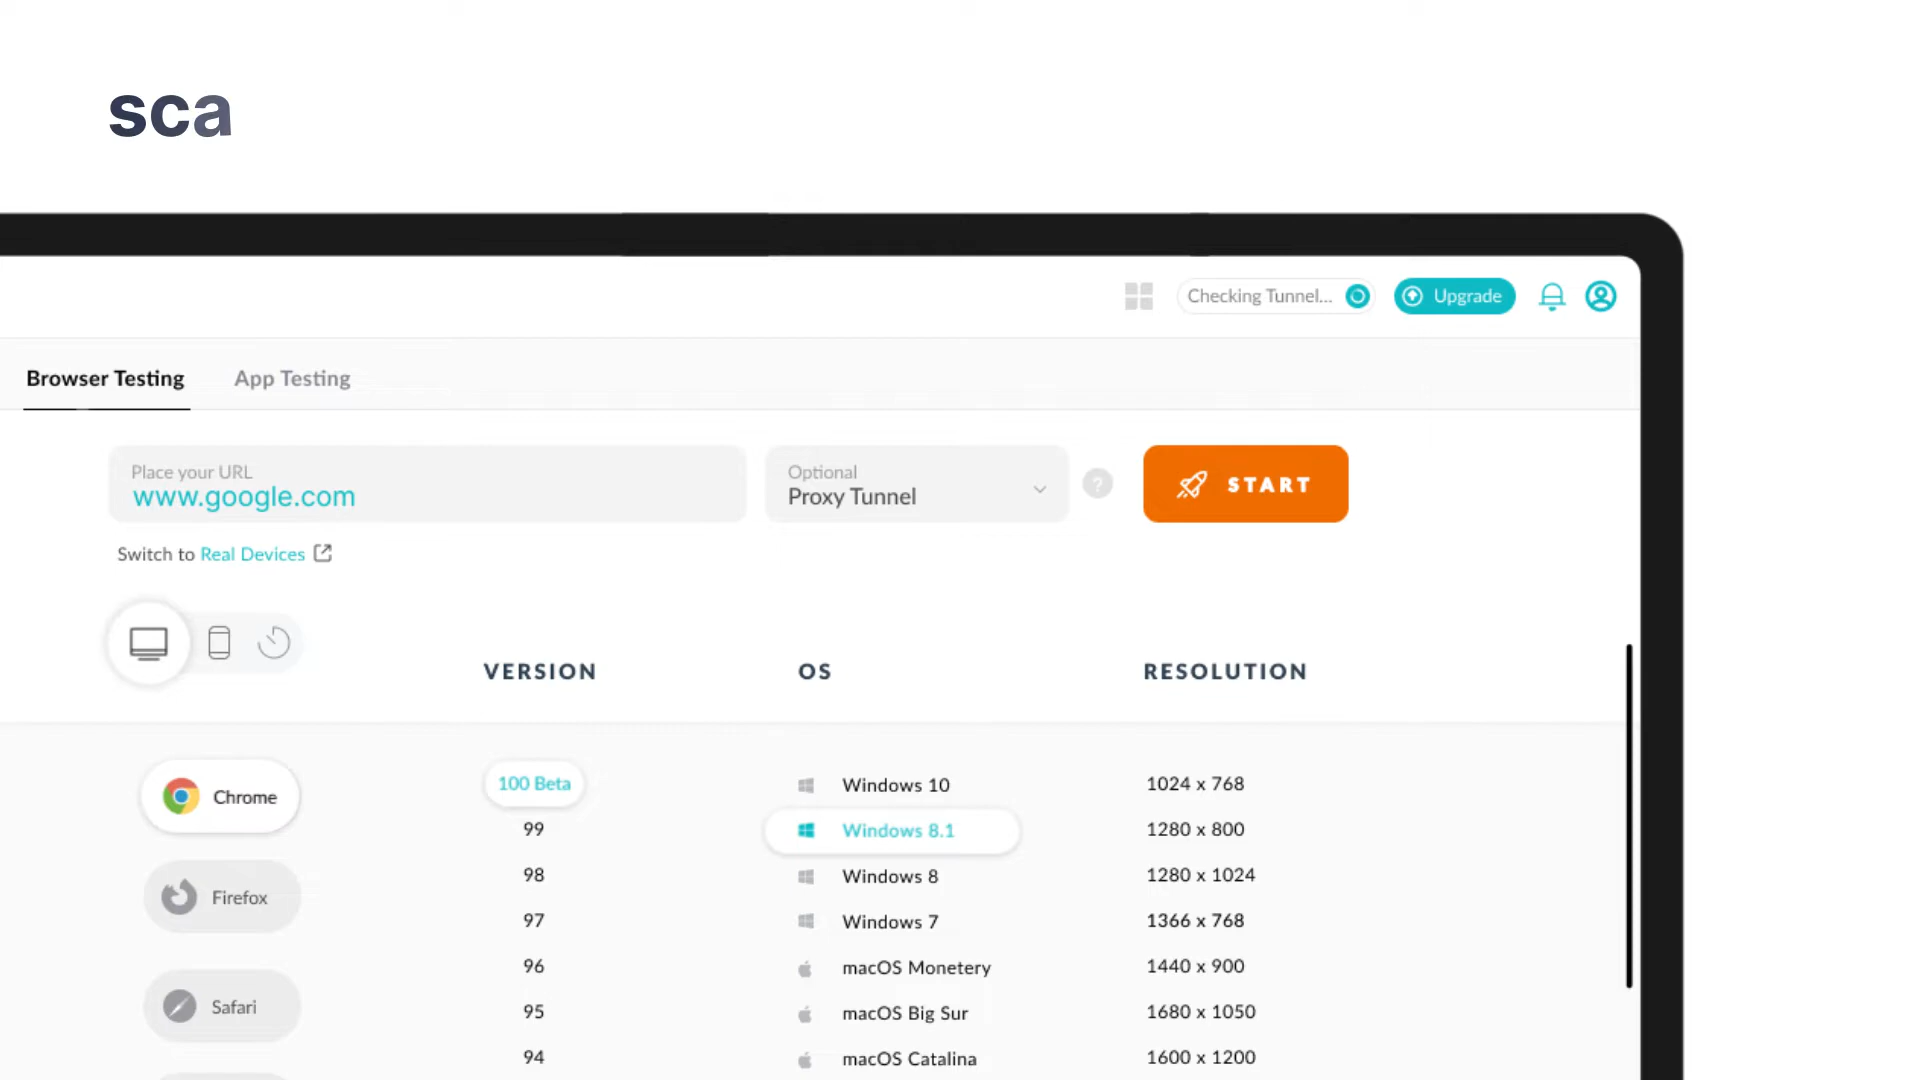 sca
Checking Tunnel...
Upgrade
Browser Testing
App Testing
Place your URL
www.google.com
Optional
Proxy Tunnel
?
START
Switch to Real Devices
VERSION
OS
RESOLUTION
Chrome
Firefox
Safari
100 Beta
99
98
97
96
95
94
Windows 10
Windows 8.1
Windows 8
Windows 7
macOS Monetery
macOS Big Sur
macOS Catalina
1024 x 768
1280 x 800
1280 x 1024
1366 x 768
1440 x 900
1680 x 1050
1600 x 1200